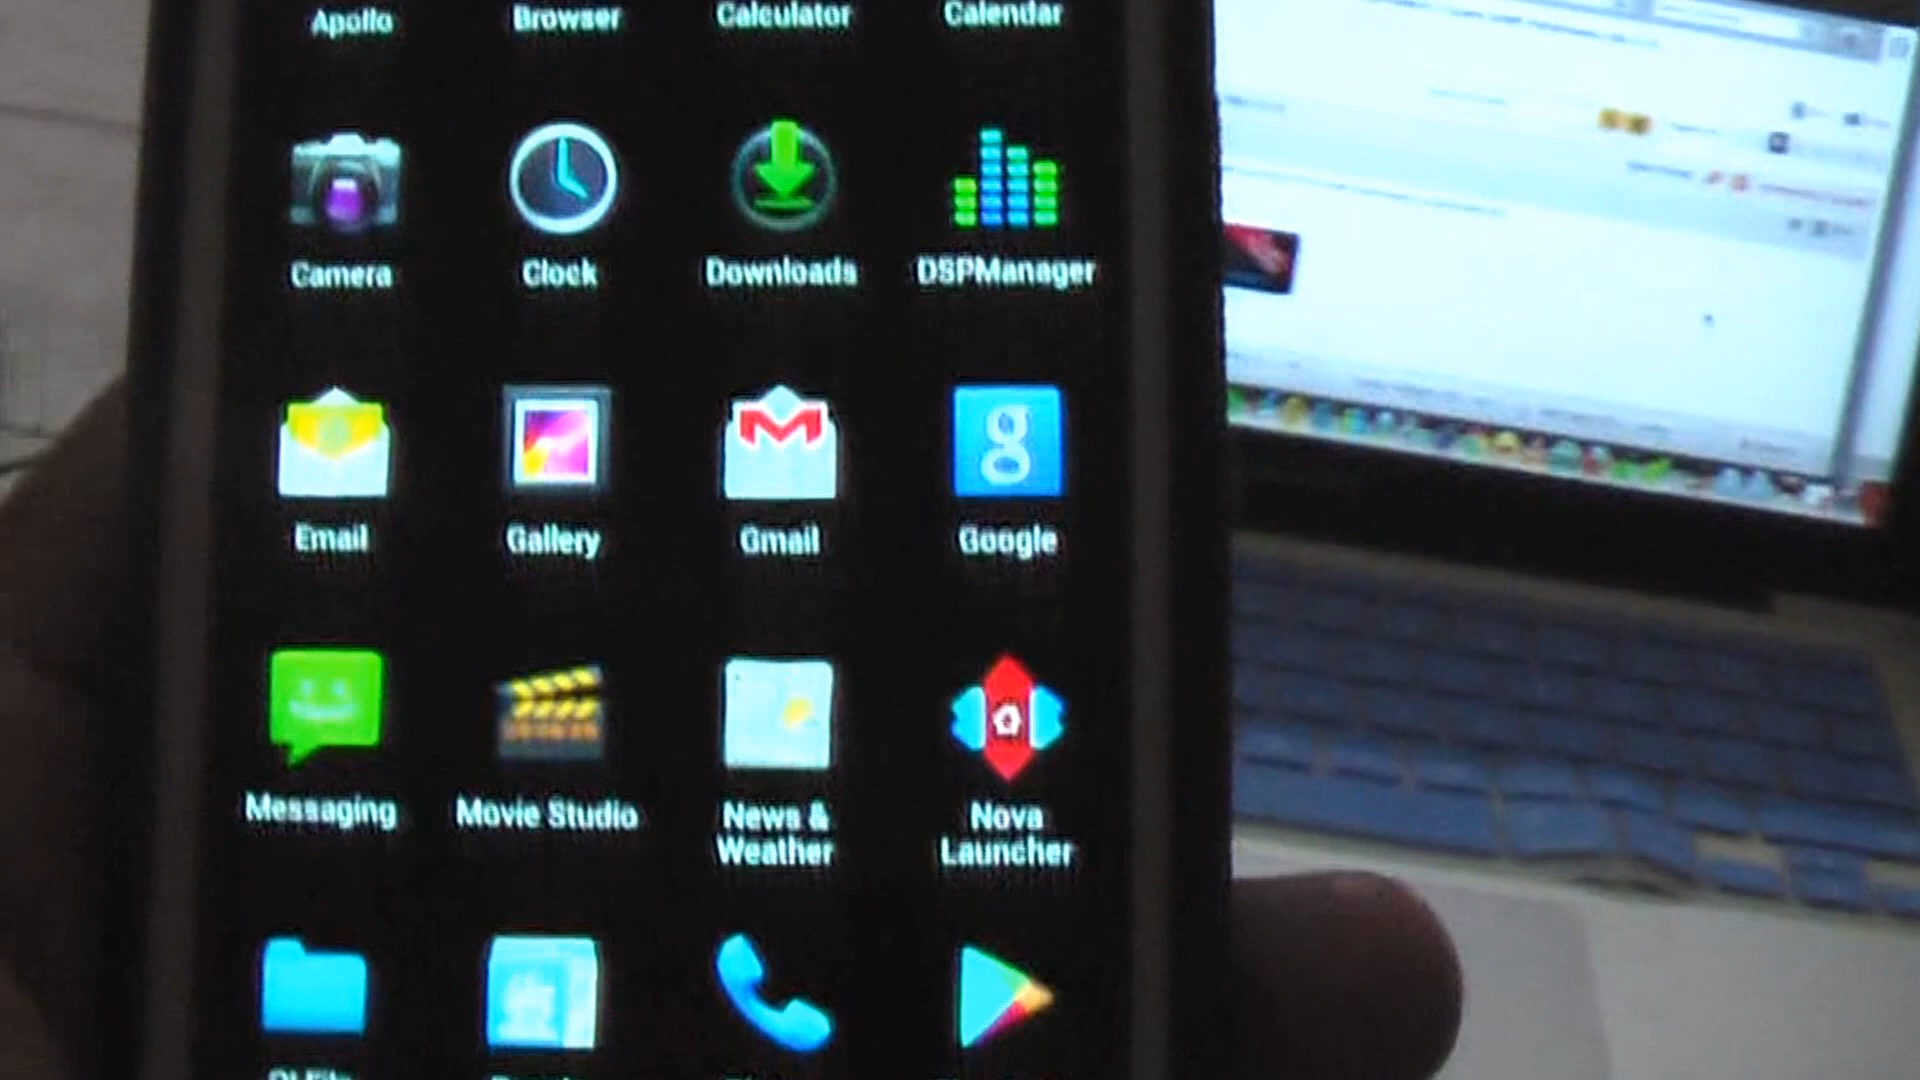 Apollo Browser Calculator Calendar
Camera Clock Downloads DSPManager
Email Gallery Gmail Google
g
Messaging Movie Studio News & Weather Nova Launcher